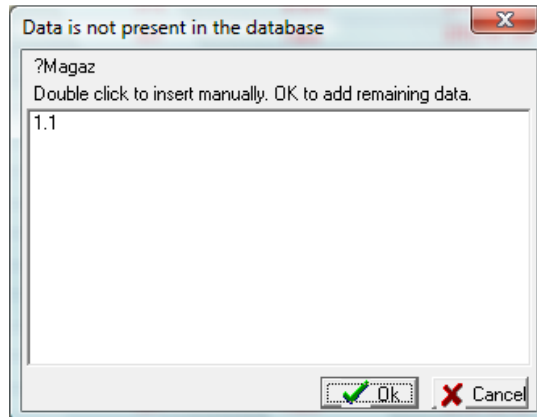 Data is not present in the database
?Magaz
Double click to insert manually. OK to add remaining data.
1.1
Ok
Cancel